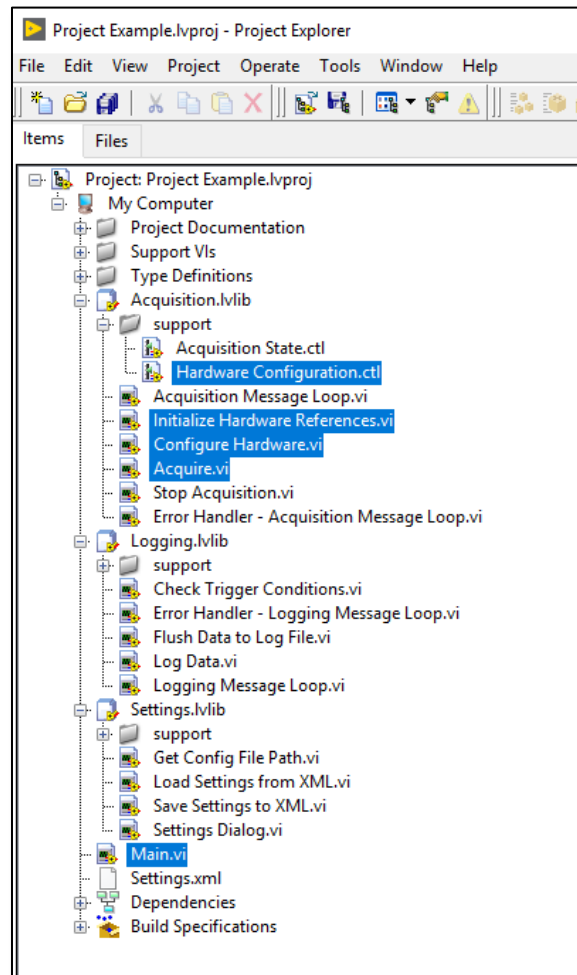 Project Example.lvproj - Project Explorer
File Edit View Project Operate Tools Window Help
Items Files
Project: Project Example.lvproj
My Computer
Project Documentation
Support VIs
Type Definitions
Acquisition.lvlib
support
Acquisition State.ctl
Hardware Configuration.ctl
Acquisition Message Loop.vi
Initialize Hardware References.vi
Configure Hardware.vi
Acquire.vi
Stop Acquisition.vi
Error Handler - Acquisition Message Loop.vi
Logging.lvlib
support
Check Trigger Conditions.vi
Error Handler - Logging Message Loop.vi
Flush Data to Log File.vi
Log Data.vi
Logging Message Loop.vi
Settings.lvlib
support
Get Config File Path.vi
Load Settings from XML.vi
Save Settings to XML.vi
Settings Dialog.vi
Main.vi
Settings.xml
Dependencies
Build Specifications